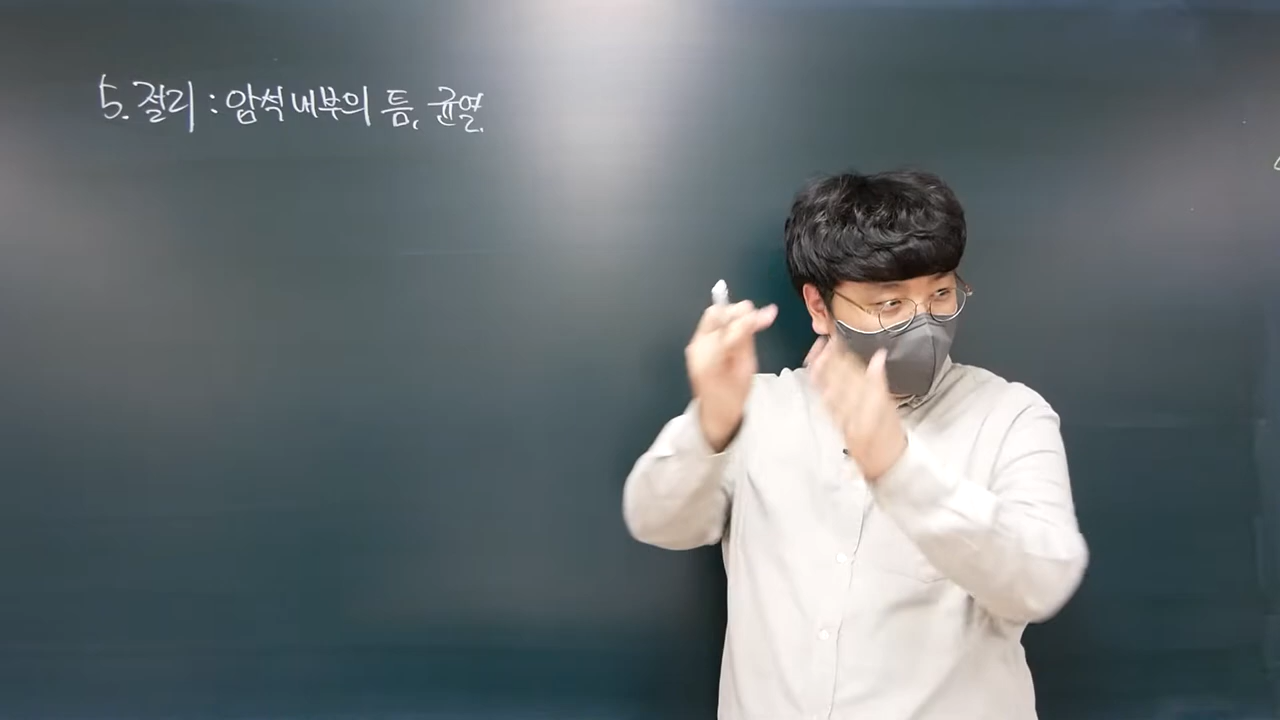 5. 절리 : 암석 내부의 틈, 균열.